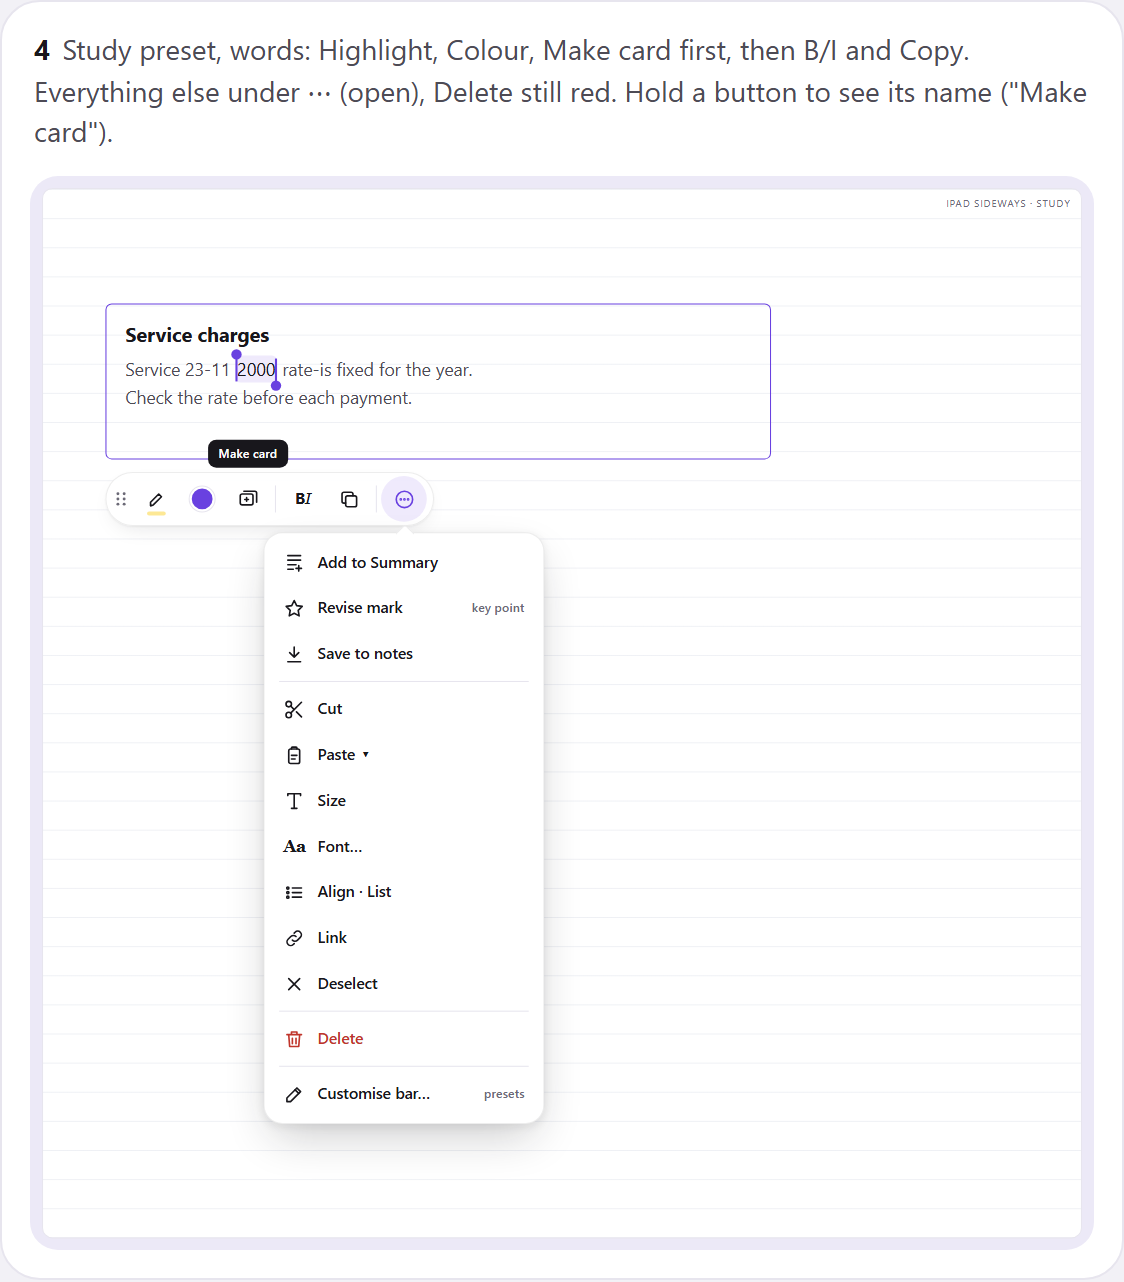 4 Study preset, words: Highlight, Colour, Make card first, then B/I and Copy.
Everything else under ··· (open), Delete still red. Hold a button to see its name ("Make
card").
IPAD SIDEWAYS · STUDY
Service charges
Service 23-11 2000 rate-is fixed for the year.
Check the rate before each payment.
Make card
BI
Add to Summary
Revise mark key point
Save to notes
Cut
Paste ▾
Size
Aa Font...
Align · List
Link
Deselect
Delete
Customise bar... presets